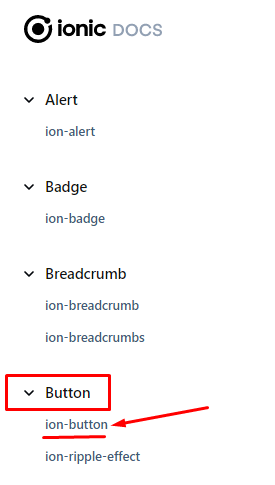 ionic DOCS
Alert
ion-alert
Badge
ion-badge
Breadcrumb
ion-breadcrumb
ion-breadcrumbs
Button
ion-button
ion-ripple-effect